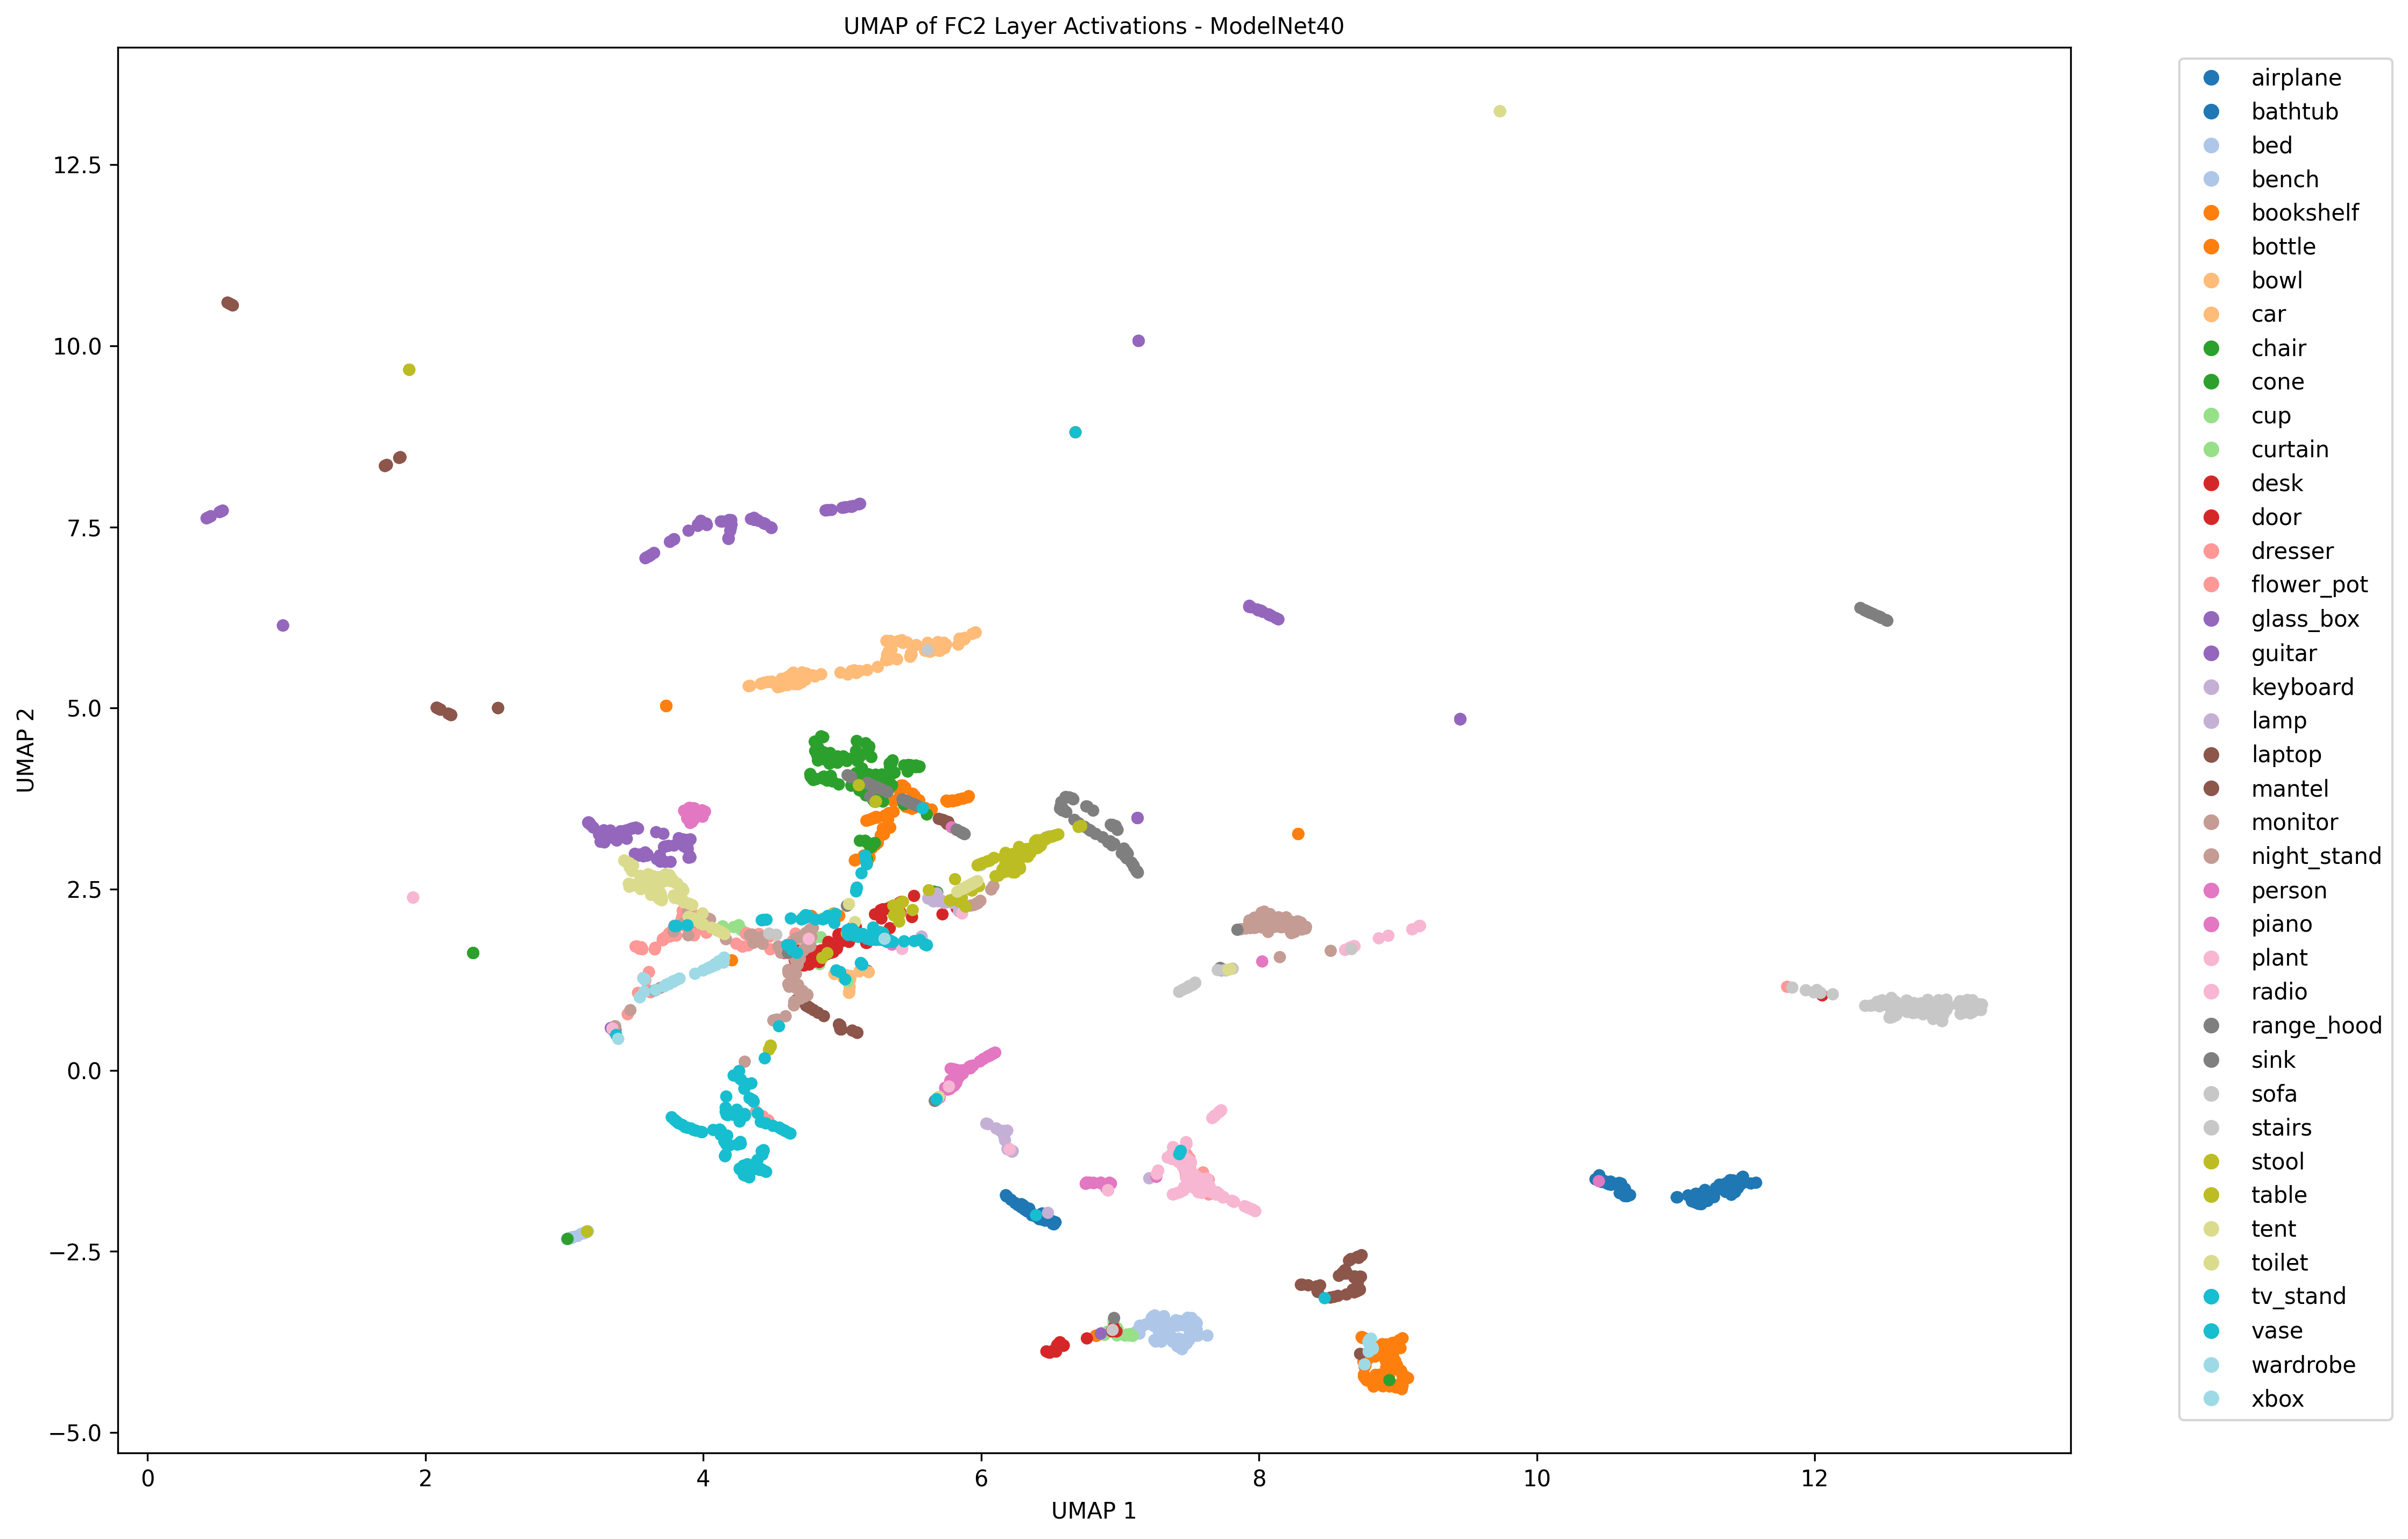 UMAP of FC2 Layer Activations - ModelNet40
12.5
10.0
7.5
5.0
2.5
0.0
−2.5
−5.0
UMAP 2
0
2
4
6
8
10
12
UMAP 1
airplane
bathtub
bed
bench
bookshelf
bottle
bowl
car
chair
cone
cup
curtain
desk
door
dresser
flower_pot
glass_box
guitar
keyboard
lamp
laptop
mantel
monitor
night_stand
person
piano
plant
radio
range_hood
sink
sofa
stairs
stool
table
tent
toilet
tv_stand
vase
wardrobe
xbox